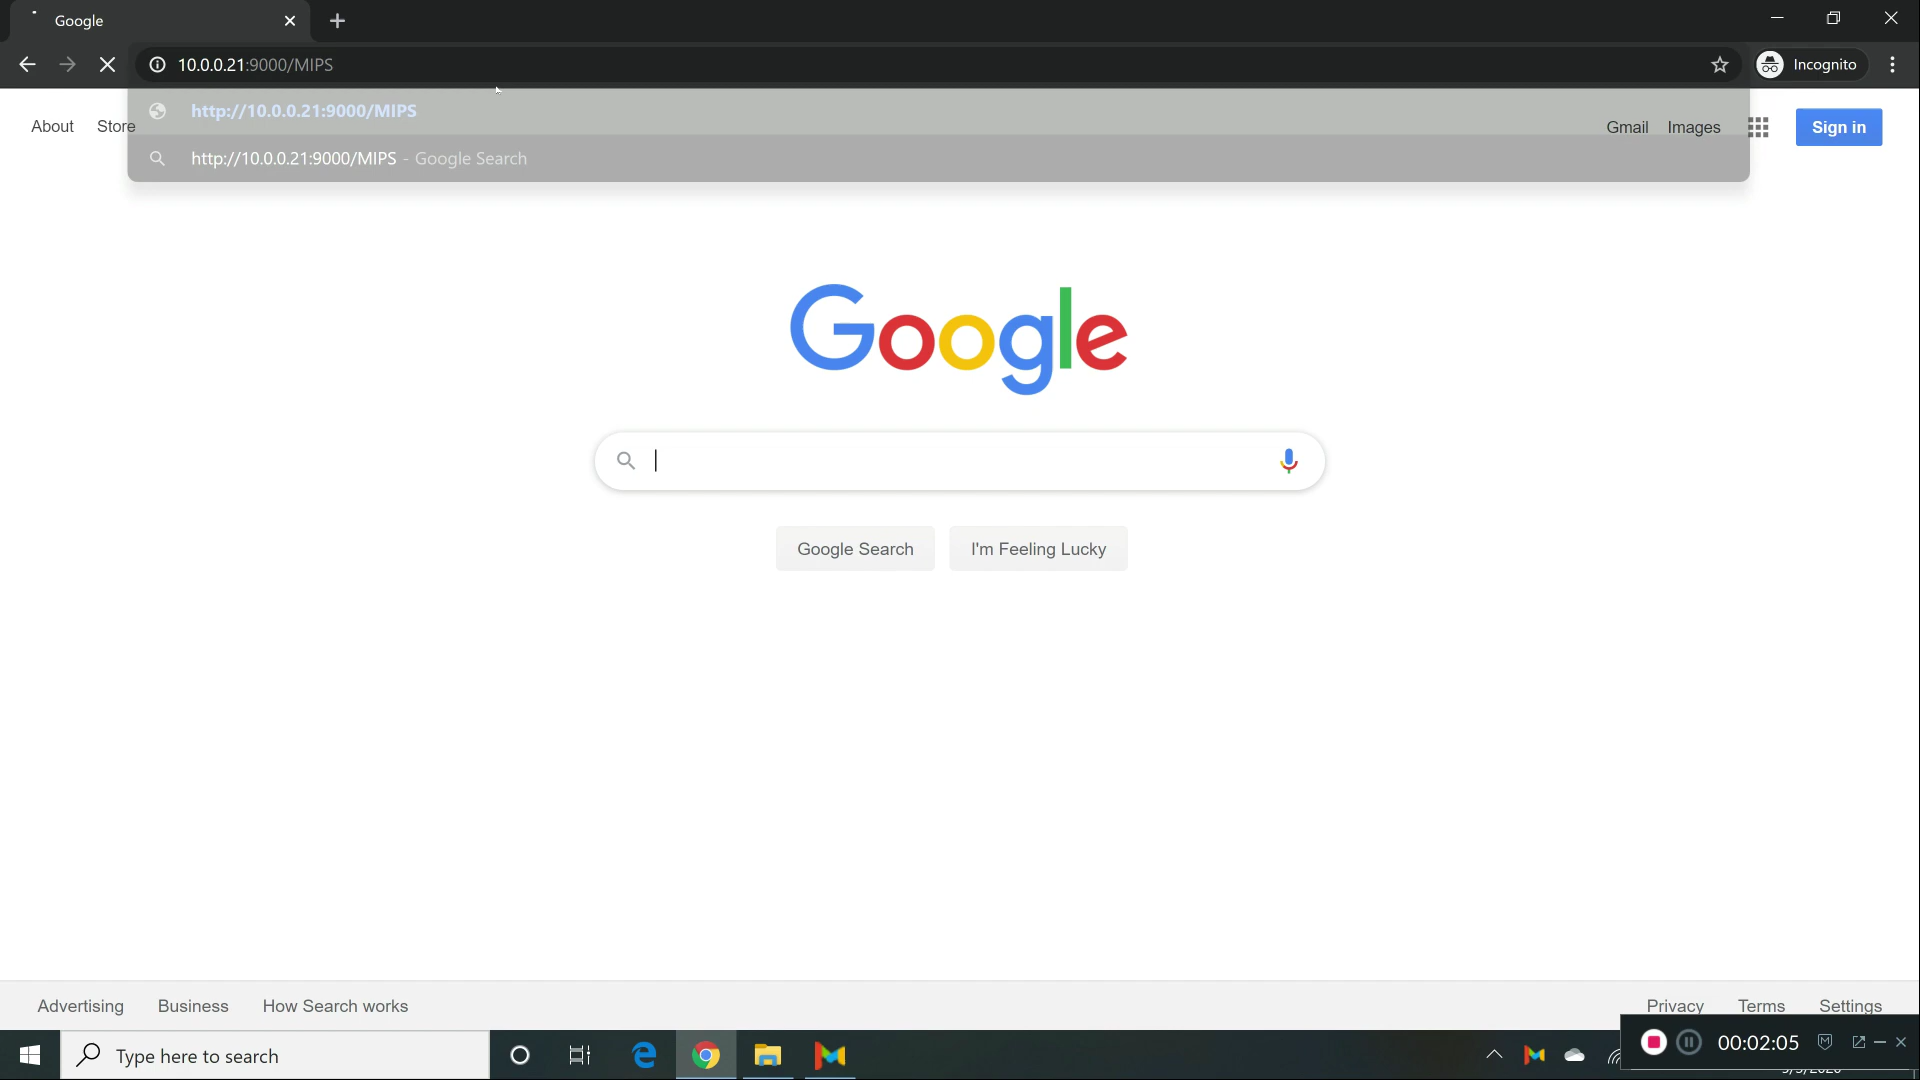 Google
10.0.0.21:9000/MIPS
Incognito
http://10.0.0.21:9000/MIPS
http://10.0.0.21:9000/MIPS - Google Search
About Store
Gmail Images
Sign in
Google
Google Search
I'm Feeling Lucky
Advertising Business How Search works
Privacy Terms Settings
Type here to search
00:02:05